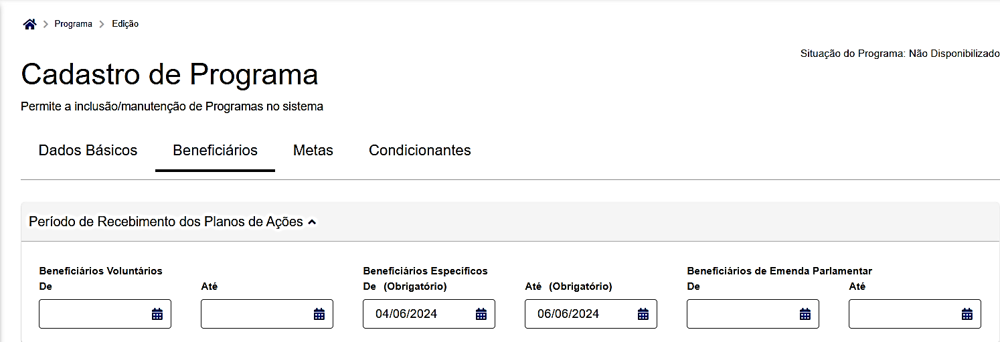 Programa Edição
Situação do Programa: Não Disponibilizado
Cadastro de Programa
Permite a inclusão/manutenção de Programas no sistema
Dados Básicos Beneficiários Metas Condicionantes
Período de Recebimento dos Planos de Ações
Beneficiários Voluntários Beneficiários Específicos Beneficiários de Emenda Parlamentar
De Até De (Obrigatório) Até (Obrigatório) De Até
04/06/2024 06/06/2024